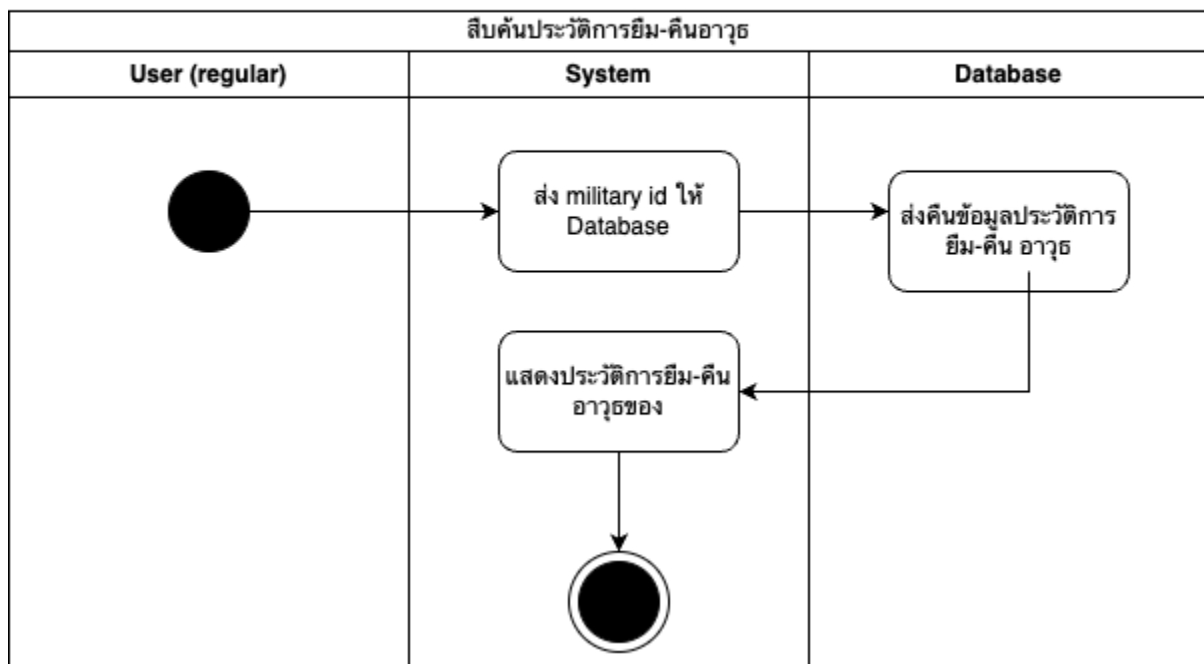 สืบค้นประวัติการยืม-คืนอาวุธ
User (regular)
System
Database
ส่ง military id ให้
Database
ส่งคืนข้อมูลประวัติการ
ยืม-คืน อาวุธ
แสดงประวัติการยืม-คืน
อาวุธของ